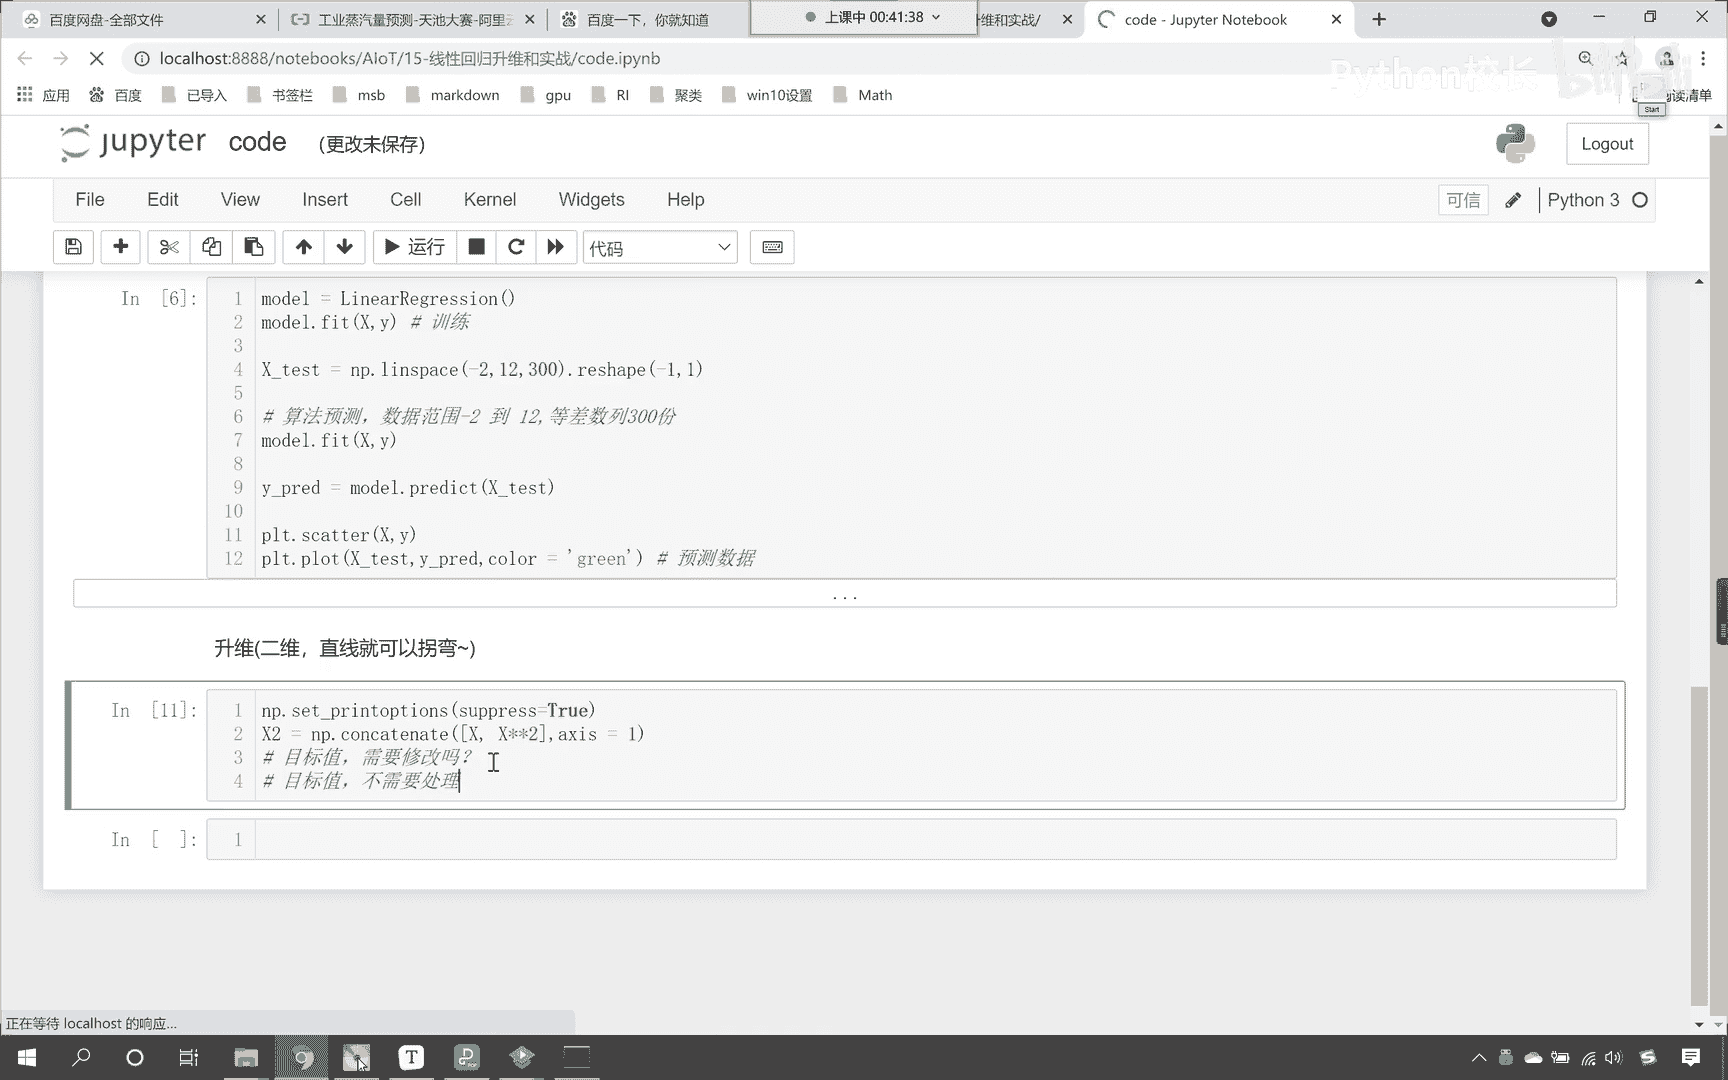 百度网盘-全部文件
工业蒸汽量预测-天池大赛-阿里云
百度一下，你就知道
上课中 00:41:38
维和实战/
code - Jupyter Notebook
localhost:8888/notebooks/AIoT/15-线性回归升维和实战/code.ipynb
Python校长
bilibili
应用
百度
已导入
书签栏
msb
markdown
gpu
RI
聚类
win10设置
Math
阅读清单
Start
jupyter
code
(更改未保存)
Logout
File
Edit
View
Insert
Cell
Kernel
Widgets
Help
可信
Python 3
运行
代码
In [6]:
1 model = LinearRegression()
2 model.fit(X,y) # 训练
3
4 X_test = np.linspace(-2,12,300).reshape(-1,1)
5
6 # 算法预测，数据范围-2 到 12,等差数列300份
7 model.fit(X,y)
8
9 y_pred = model.predict(X_test)
10
11 plt.scatter(X,y)
12 plt.plot(X_test,y_pred,color = 'green') # 预测数据
...
升维(二维，直线就可以拐弯~)
In [11]:
1 np.set_printoptions(suppress=True)
2 X2 = np.concatenate([X, X**2],axis = 1)
3 # 目标值，需要修改吗？
4 # 目标值，不需要处理
In [ ]:
1
正在等待 localhost 的响应...